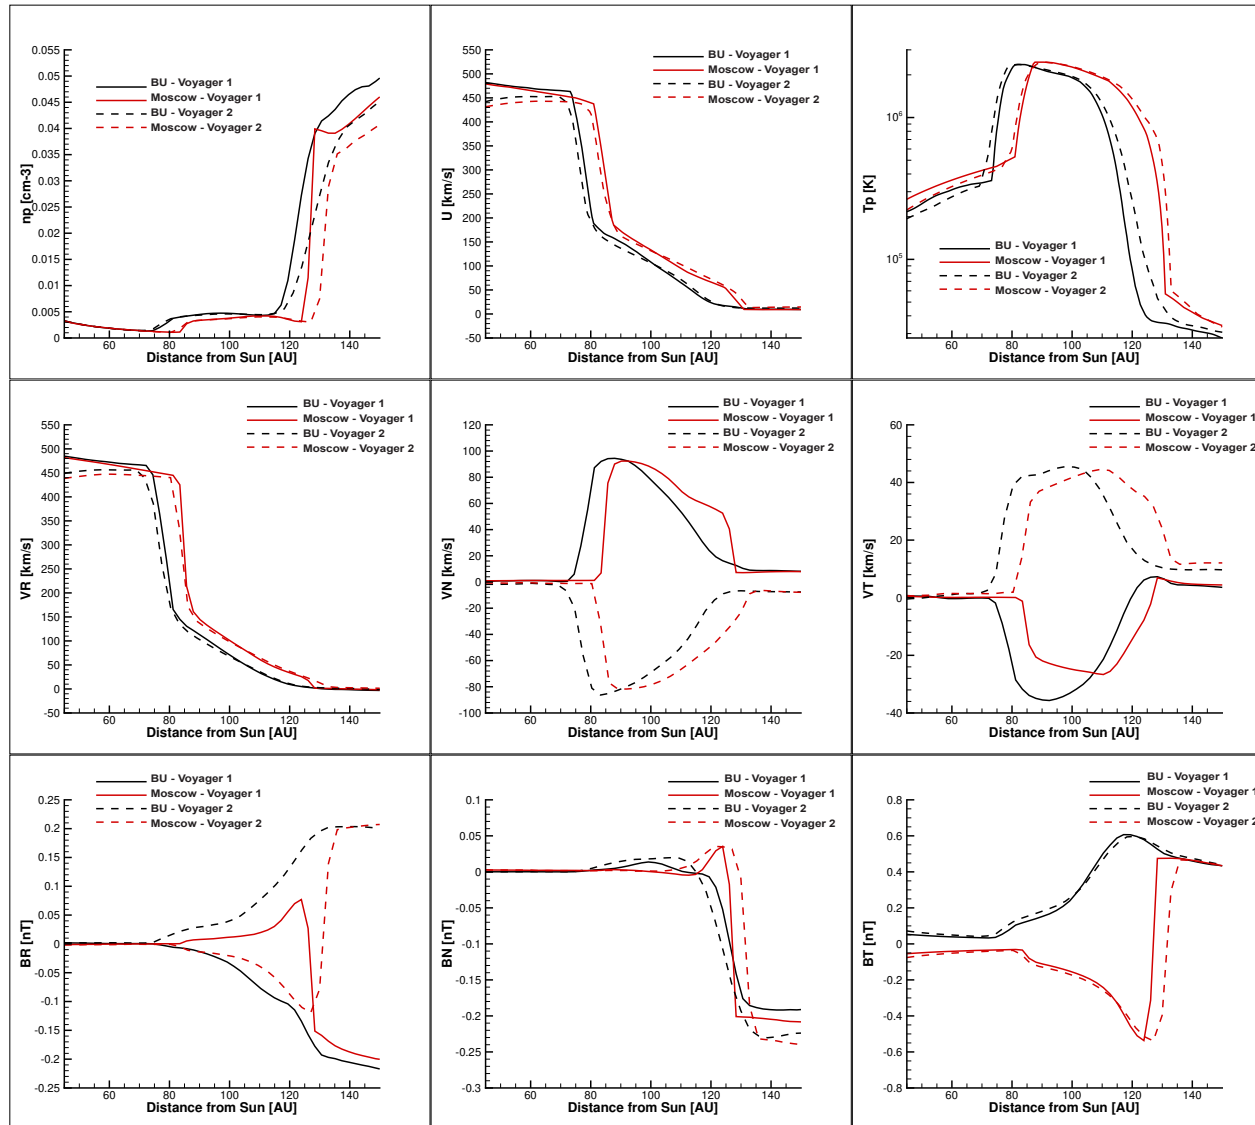 0.055
0.05
0.045
0.04
0.035
0.03
0.025
0.02
0.015
0.01
0.005
0
np [cm-3]
BU - Voyager 1
Moscow - Voyager 1
BU - Voyager 2
Moscow - Voyager 2
60 80 100 120 140
Distance from Sun [AU]
550
500
450
400
350
300
250
200
150
100
50
0
-50
U [km/s]
BU - Voyager 1
Moscow - Voyager 1
BU - Voyager 2
Moscow - Voyager 2
60 80 100 120 140
Distance from Sun [AU]
10^6
10^5
Tp [K]
BU - Voyager 1
Moscow - Voyager 1
BU - Voyager 2
Moscow - Voyager 2
60 80 100 120 140
Distance from Sun [AU]
550
500
450
400
350
300
250
200
150
100
50
0
-50
VR [km/s]
BU - Voyager 1
Moscow - Voyager 1
BU - Voyager 2
Moscow - Voyager 2
60 80 100 120 140
Distance from Sun [AU]
120
100
80
60
40
20
0
-20
-40
-60
-80
-100
VN [km/s]
BU - Voyager 1
Moscow - Voyager 1
BU - Voyager 2
Moscow - Voyager 2
60 80 100 120 140
Distance from Sun [AU]
60
40
20
0
-20
-40
VT [km/s]
BU - Voyager 1
Moscow - Voyager 1
BU - Voyager 2
Moscow - Voyager 2
60 80 100 120 140
Distance from Sun [AU]
0.25
0.2
0.15
0.1
0.05
0
-0.05
-0.1
-0.15
-0.2
-0.25
BR [nT]
BU - Voyager 1
Moscow - Voyager 1
BU - Voyager 2
Moscow - Voyager 2
60 80 100 120 140
Distance from Sun [AU]
0.1
0.05
0
-0.1
-0.2
-0.25
-0.3
BN [nT]
BU - Voyager 1
Moscow - Voyager 1
BU - Voyager 2
Moscow - Voyager 2
60 80 100 120 140
Distance from Sun [AU]
0.8
0.6
0.4
0.2
0
-0.2
-0.4
-0.6
-0.8
BT [nT]
BU - Voyager 1
Moscow - Voyager 1
BU - Voyager 2
Moscow - Voyager 2
60 80 100 120 140
Distance from Sun [AU]